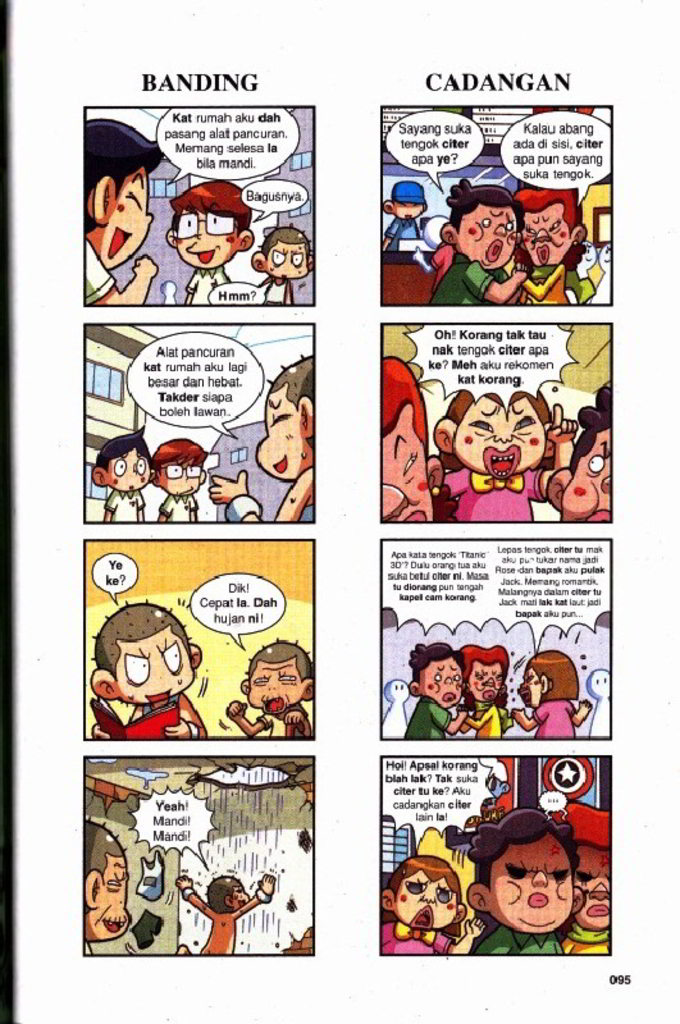 BANDING
Kat rumah aku dah
pasang alat pancuran.
Memang selesa la
bila mandi.
Bagusnya.
Hmm?
Alat pancuran
kat rumah aku lagi
besar dan hebat.
Takder siapa
boleh lawan.
Ye
ke?
Dik!
Cepat la. Dah
hujan ni!
Yeah!
Mandi!
Mandi!
CADANGAN
Sayang suka
tengok citer
apa ye?
Kalau abang
ada di sisi, citer
apa pun sayang
suka tengok.
Oh! Korang tak tau
nak tengok citer apa
ke? Meh aku rekomen
kat korang.
Apa kata tengok 'Titanic
3D'? Dulu orang tua aku
suka betul citer ni. Masa
tu diorang pun tengah
kapel cam korang.
Lepas tengok citer tu mak
aku pun tukar nama jadi
Rose dan bapak aku pulak
Jack. Memang romantik.
Malangnya dalam citer tu
Jack mati lak kat laut jadi
bapak aku pun...
Hoi! Apsal korang
blah lak? Tak suka
citer tu ke? Aku
cadangkan citer
lain la!
095